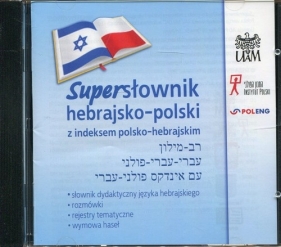 UAM
Supersłownik
hebrajsko-polski
z indeksem polsko-hebrajskim
POLENG
רב-מילון
עברי-עברי-פולני
עם אינדקס פולני-עברי
• słownik dydaktyczny języka hebrajskiego
• rozmówki
• rejestry tematyczne
• wymowa haseł